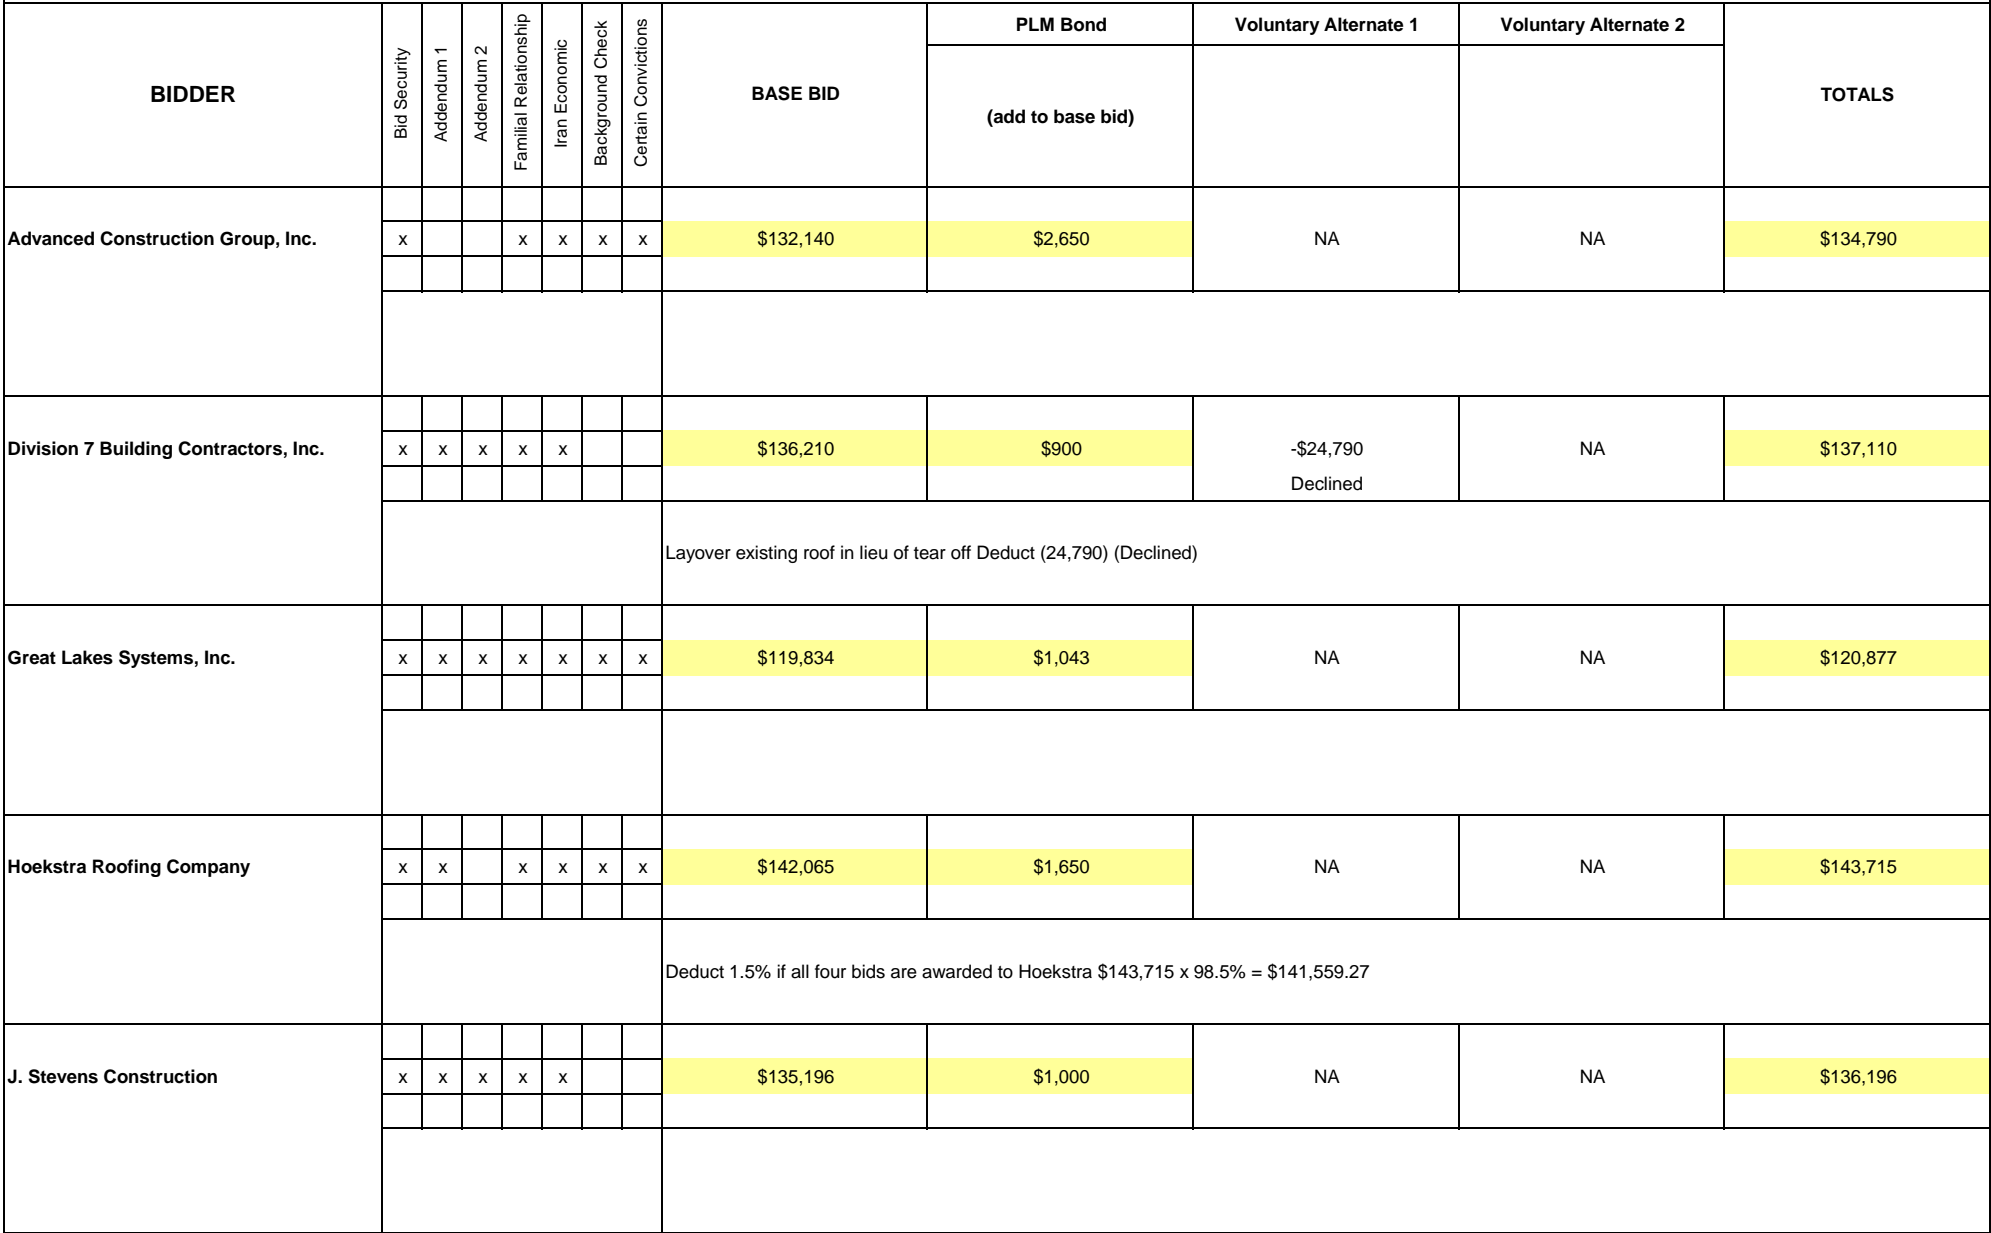 BIDDER
Bid Security
Addendum 1
Addendum 2
Familial Relationship
Iran Economic
Background Check
Certain Convictions
BASE BID
PLM Bond
(add to base bid)
Voluntary Alternate 1
Voluntary Alternate 2
TOTALS
Advanced Construction Group, Inc. x x x x x $132,140 $2,650 NA NA $134,790
Division 7 Building Contractors, Inc. x x x x x $136,210 $900 -$24,790 NA $137,110
Declined
Layover existing roof in lieu of tear off Deduct (24,790) (Declined)
Great Lakes Systems, Inc. x x x x x x x $119,834 $1,043 NA NA $120,877
Hoekstra Roofing Company x x x x x x $142,065 $1,650 NA NA $143,715
Deduct 1.5% if all four bids are awarded to Hoekstra $143,715 x 98.5% = $141,559.27
J. Stevens Construction x x x x x $135,196 $1,000 NA NA $136,196